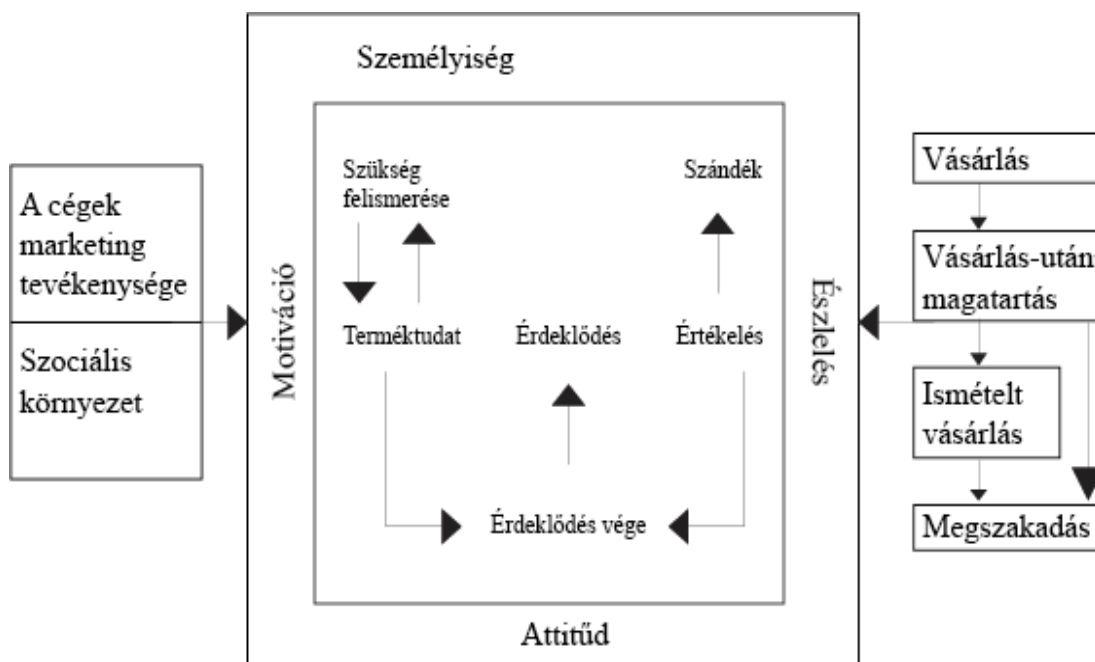 Személyiség
A cégek
marketing
tevékenysége
Szociális
környezet
Motiváció
Szükség
felismerése
Szándék
Terméktudat
Érdeklődés
Értékelés
Érdeklődés vége
Attitűd
Észlelés
Vásárlás
Vásárlás-után
magatartás
Ismételt
vásárlás
Megszakadás